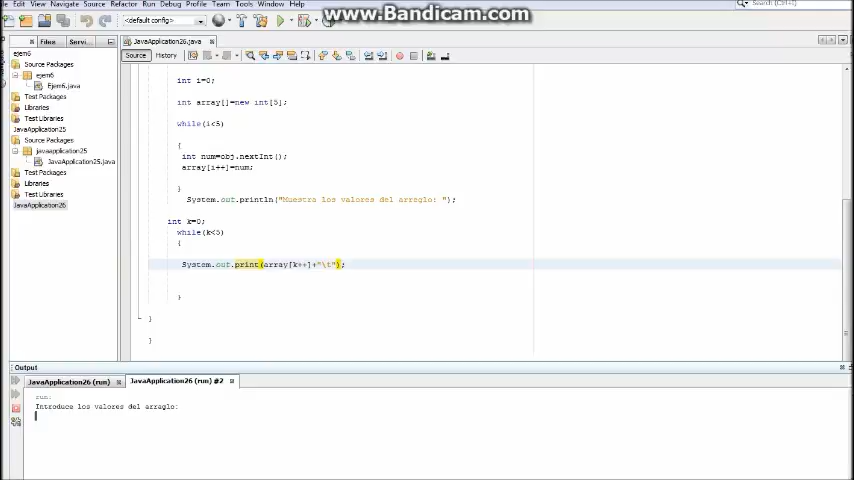 www.Bandicam.com
File Edit View Navigate Source Refactor Run Debug Profile Team Tools Window Help
Search (Ctrl+I)
<default config>
Files Servi...
JavaApplication26.java
Source History
ejem6
Source Packages
ejem6
Ejem6.java
Test Packages
Libraries
Test Libraries
JavaApplication25
Source Packages
javaapplication25
JavaApplication25.java
Test Packages
Libraries
Test Libraries
JavaApplication26
int i=0;
int array[]=new int[5];
while(i<5)
{
int num=obj.nextInt();
array[i++]=num;
}
System.out.println("Muestra los valores del arreglo: ");
int k=0;
while(k<5)
{
System.out.print(array[k++]+"\t");
}
}
}
Output
JavaApplication26 (run) JavaApplication26 (run) #2
run:
Introduce los valores del arraglo: